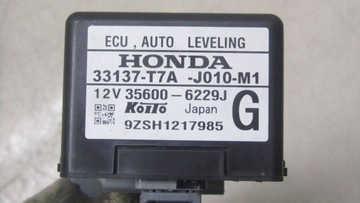 ECU , AUTO LEVELING
HONDA
33137-T7A -J010-M1
12V 35600-6229J
Koito Japan G
9ZSH1217985